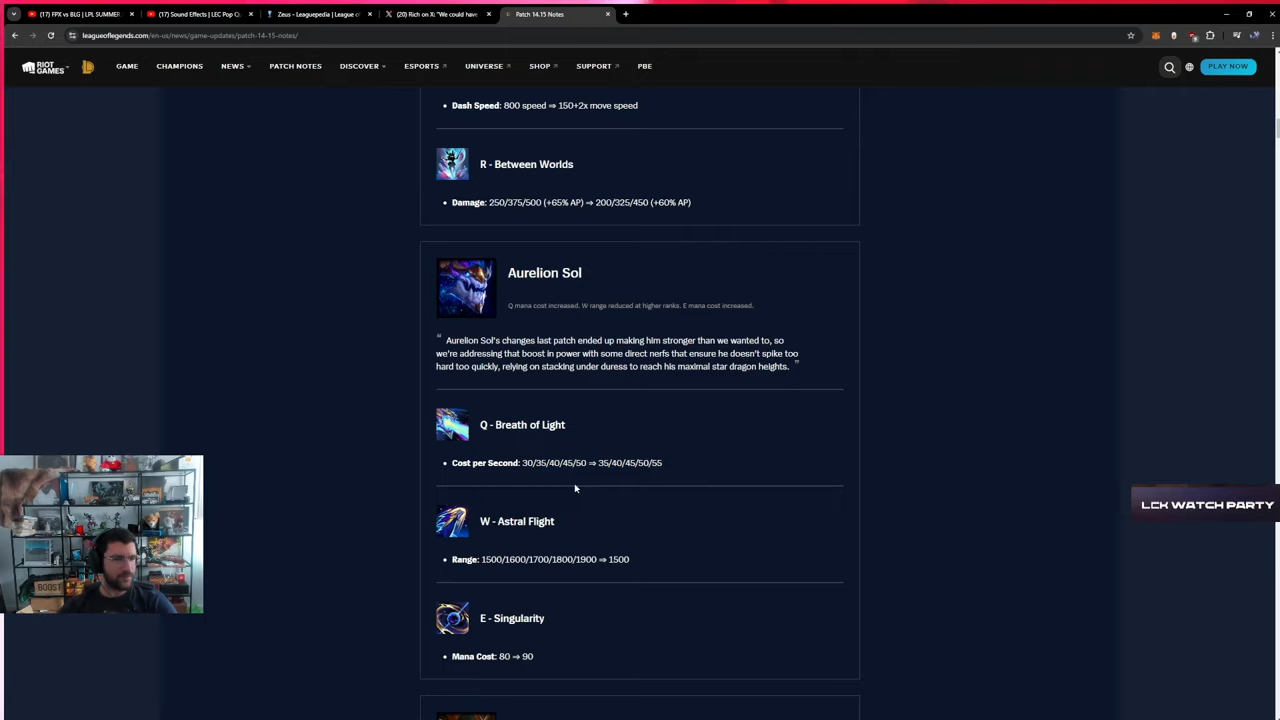 (17) FPX vs BLG | LPL SUMMER
(17) Sound Effects | LEC Pop C
Zeus - Leaguepedia | League o
(20) Rich on X: "We could have
Patch 14.15 Notes
leagueoflegends.com/en-us/news/game-updates/patch-14-15-notes/
RIOT GAMES
GAME
CHAMPIONS
NEWS
PATCH NOTES
DISCOVER
ESPORTS
UNIVERSE
SHOP
SUPPORT
PBE
PLAY NOW
• Dash Speed: 800 speed ⇒ 150+2x move speed
R - Between Worlds
• Damage: 250/375/500 (+65% AP) ⇒ 200/325/450 (+60% AP)
Aurelion Sol
Q mana cost increased. W range reduced at higher ranks. E mana cost increased.
" Aurelion Sol's changes last patch ended up making him stronger than we wanted to, so
we're addressing that boost in power with some direct nerfs that ensure he doesn't spike too
hard too quickly, relying on stacking under duress to reach his maximal star dragon heights. "
Q - Breath of Light
• Cost per Second: 30/35/40/45/50 ⇒ 35/40/45/50/55
W - Astral Flight
• Range: 1500/1600/1700/1800/1900 ⇒ 1500
E - Singularity
• Mana Cost: 80 ⇒ 90
BOOST
LCK WATCH PARTY